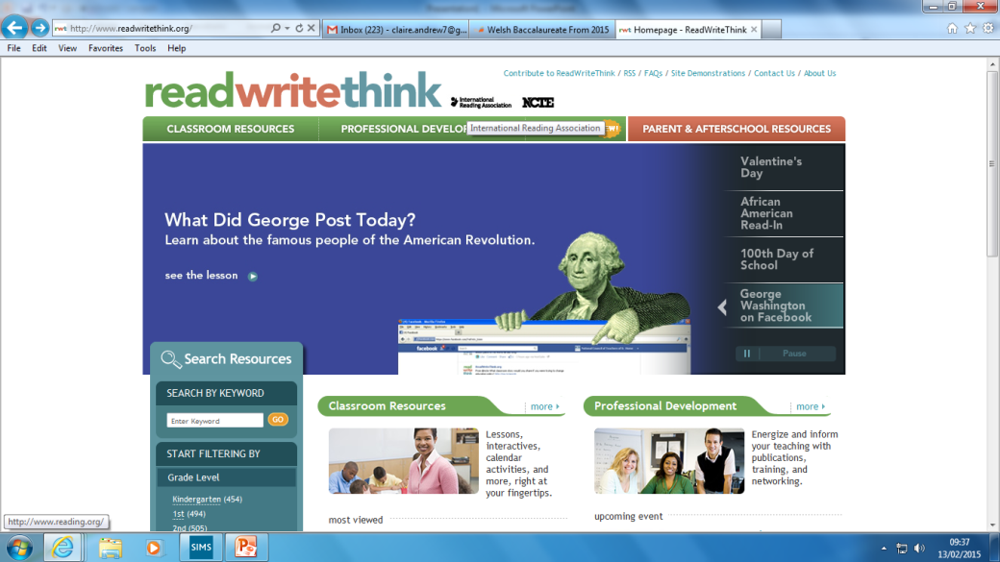 Presentation1 - Microsoft PowerPoint
rwt http://www.readwritethink.org/
Inbox (223) - claire.andrew7@g...
Welsh Baccalaureate From 2015
rwt Homepage - ReadWriteThink
File Edit View Favorites Tools Help
Contribute to ReadWriteThink / RSS / FAQs / Site Demonstrations / Contact Us / About Us
readwritethink
International
Reading Association
NCTE
CLASSROOM RESOURCES
PROFESSIONAL DEVELOP
International Reading Association
W!
PARENT & AFTERSCHOOL RESOURCES
What Did George Post Today?
Learn about the famous people of the American Revolution.
see the lesson
Valentine's
Day
African
American
Read-In
100th Day of
School
George
Washington
on Facebook
Pause
facebook
Search Resources
SEARCH BY KEYWORD
Enter Keyword
GO
START FILTERING BY
Grade Level
Kindergarten (454)
1st (494)
2nd (505)
Classroom Resources
more
Lessons,
interactives,
calendar
activities, and
more, right at
your fingertips.
most viewed
Professional Development
more
Energize and inform
your teaching with
publications,
training, and
networking.
upcoming event
http://www.reading.org/
SIMS
09:37
13/02/2015